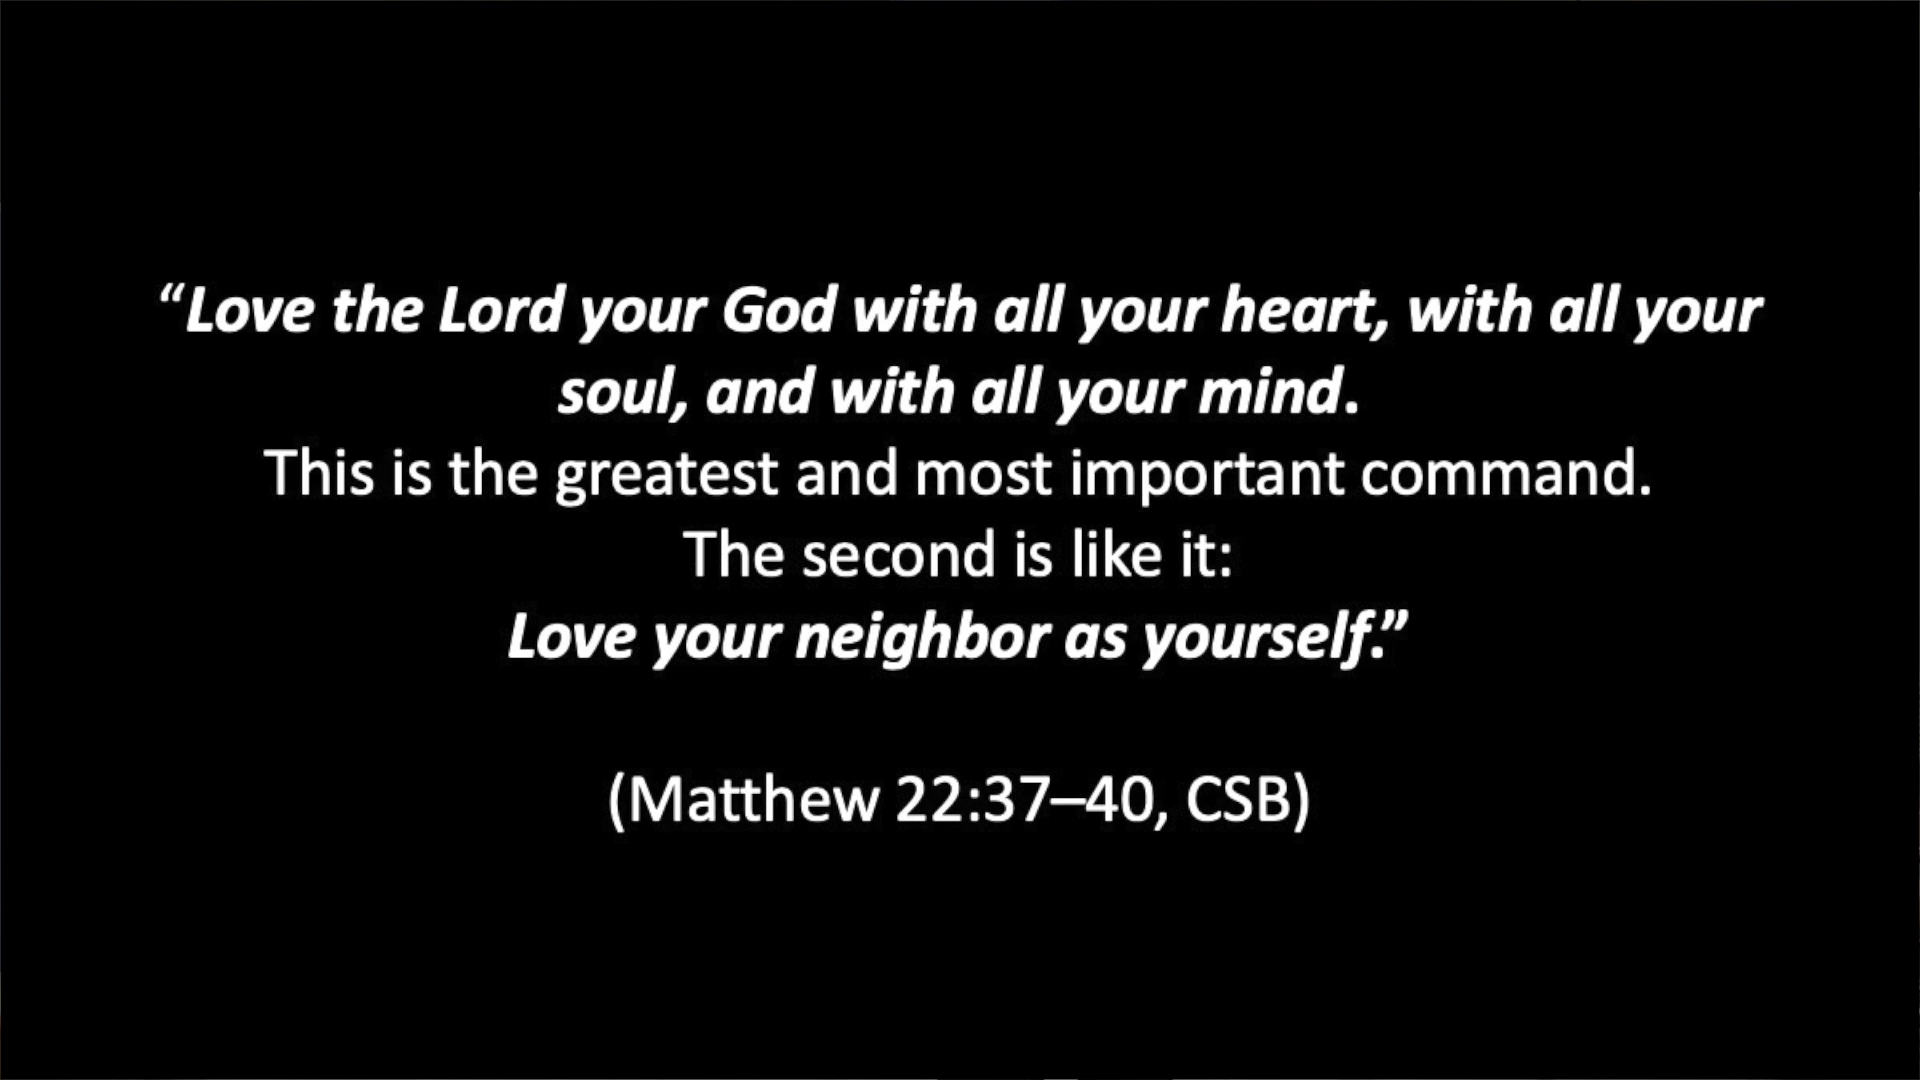 “Love the Lord your God with all your heart, with all your
soul, and with all your mind.
This is the greatest and most important command.
The second is like it:
Love your neighbor as yourself.”
(Matthew 22:37–40, CSB)